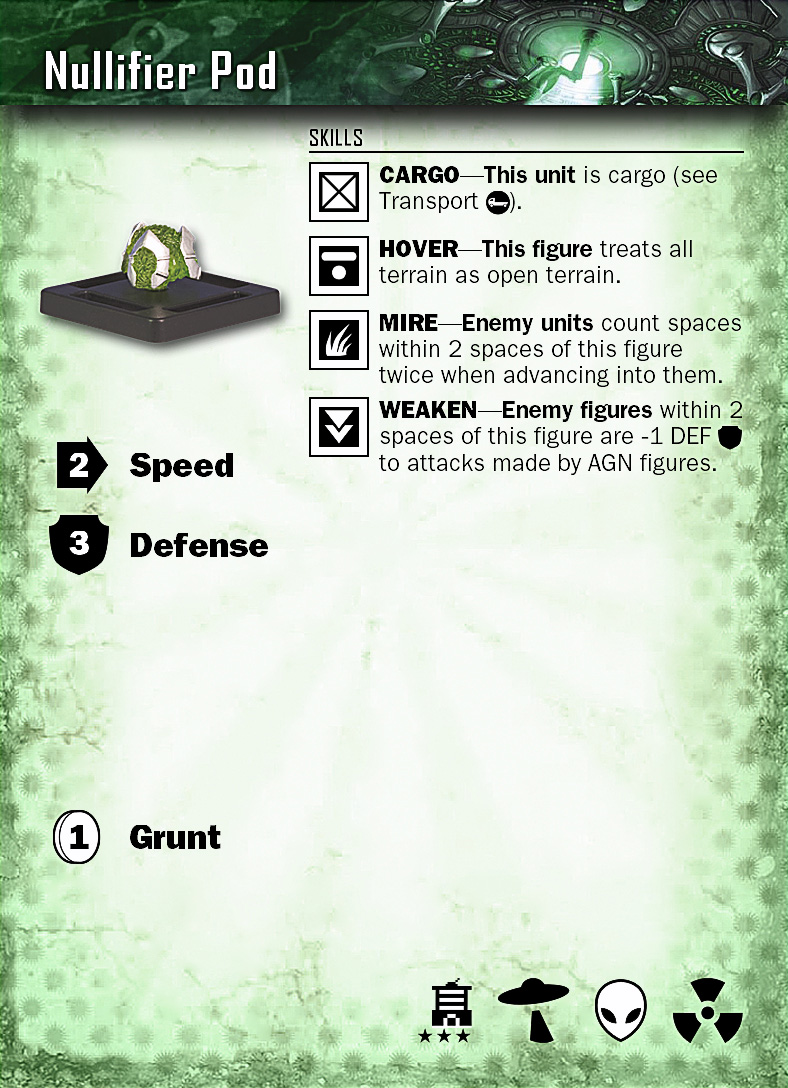 Nullifier Pod
SKILLS
CARGO—This unit is cargo (see
Transport ).
HOVER—This figure treats all
terrain as open terrain.
MIRE—Enemy units count spaces
within 2 spaces of this figure
twice when advancing into them.
WEAKEN—Enemy figures within 2
spaces of this figure are -1 DEF
to attacks made by AGN figures.
2 Speed
3 Defense
1 Grunt